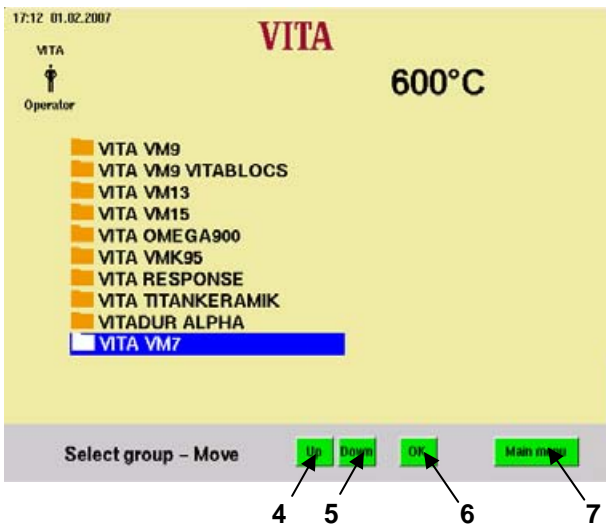 17:12 01.02.2007
VITA
VITA
600°C
Operator
VITA VM9
VITA VM9 VITABLOCS
VITA VM13
VITA VM15
VITA OMEGA900
VITA VMK95
VITA RESPONSE
VITA TITANKERAMIK
VITADUR ALPHA
VITA VM7
Select group – Move Up Down OK Main menu
4 5 6 7